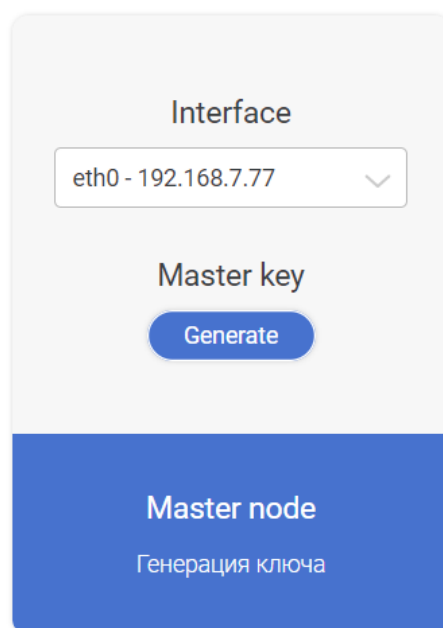 Interface
eth0 - 192.168.7.77
Master key
Generate
Master node
Генерация ключа